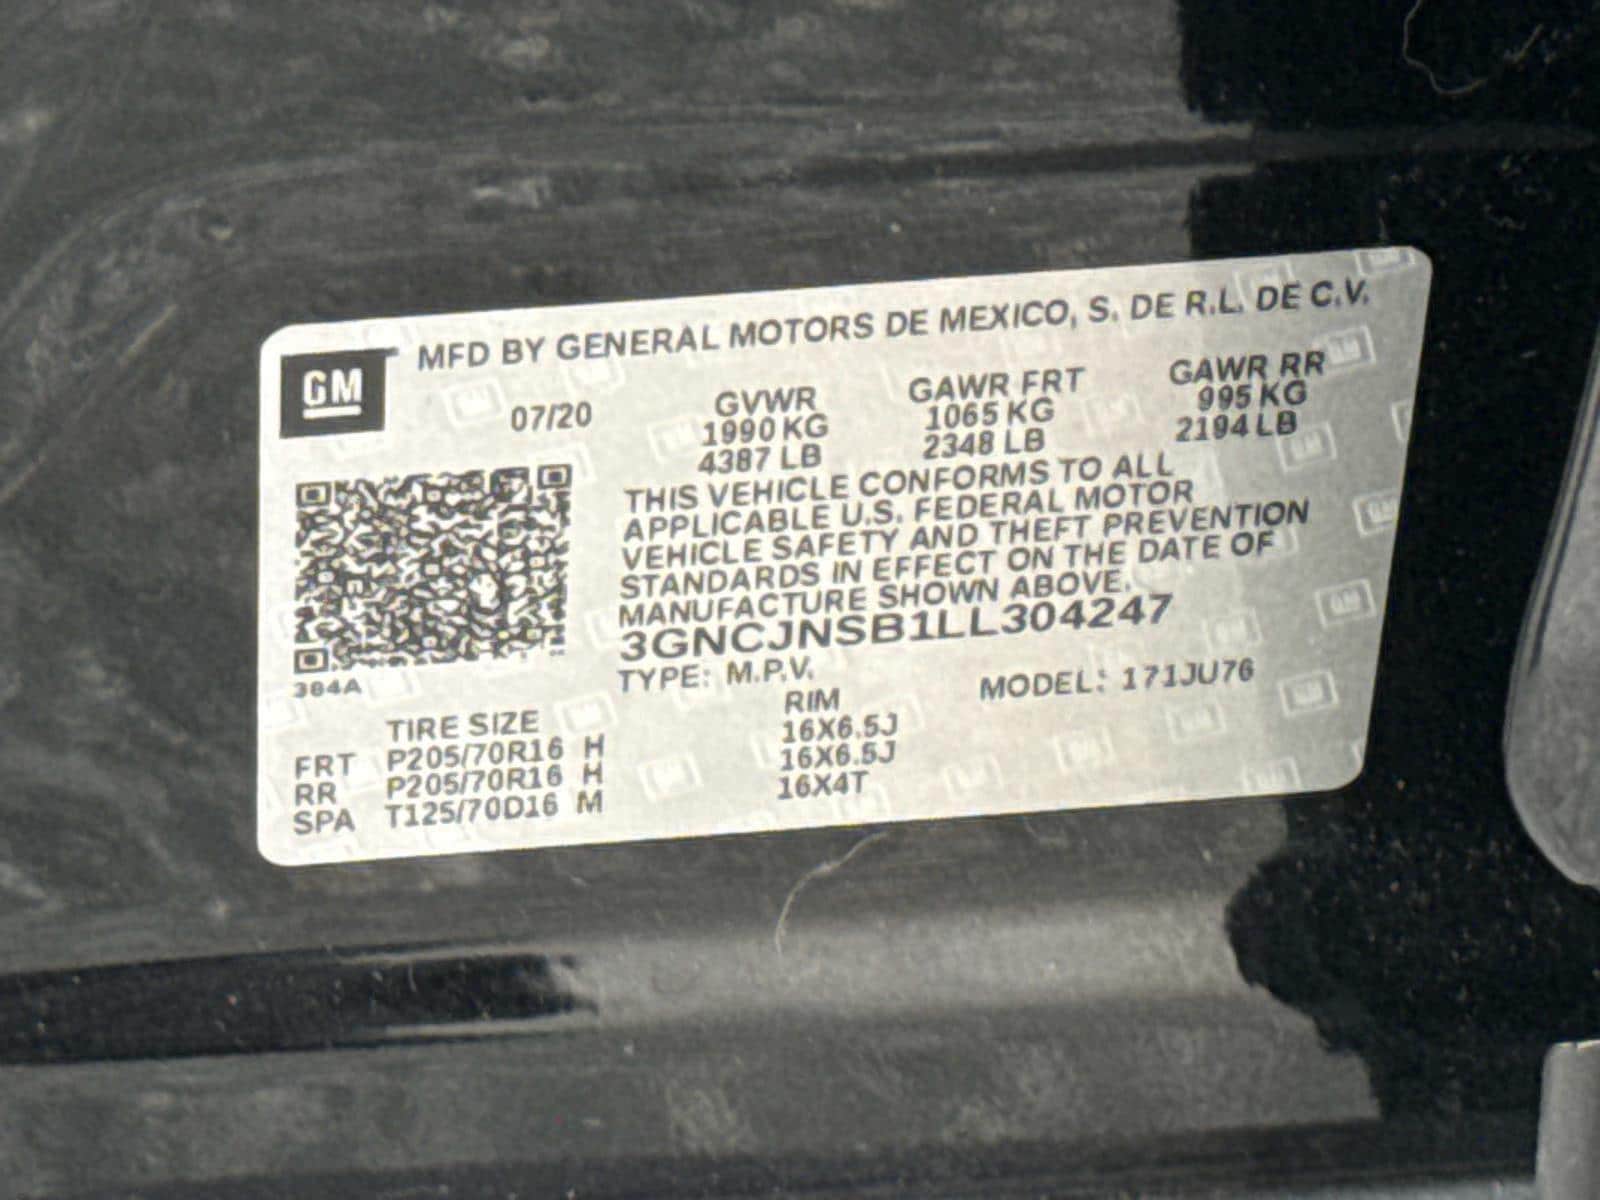 GM
MFD BY GENERAL MOTORS DE MEXICO, S. DE R.L. DE C.V.
07/20 GVWR GAWR FRT GAWR RR
1990 KG 1065 KG 995 KG
4387 LB 2348 LB 2194 LB
THIS VEHICLE CONFORMS TO ALL
APPLICABLE U.S. FEDERAL MOTOR
VEHICLE SAFETY AND THEFT PREVENTION
STANDARDS IN EFFECT ON THE DATE OF
MANUFACTURE SHOWN ABOVE.
3GNCJNSB1LL304247
384A
TYPE: M.P.V. MODEL: 171JU76
TIRE SIZE RIM
FRT P205/70R16 H 16X6.5J
RR P205/70R16 H 16X6.5J
SPA T125/70D16 M 16X4T